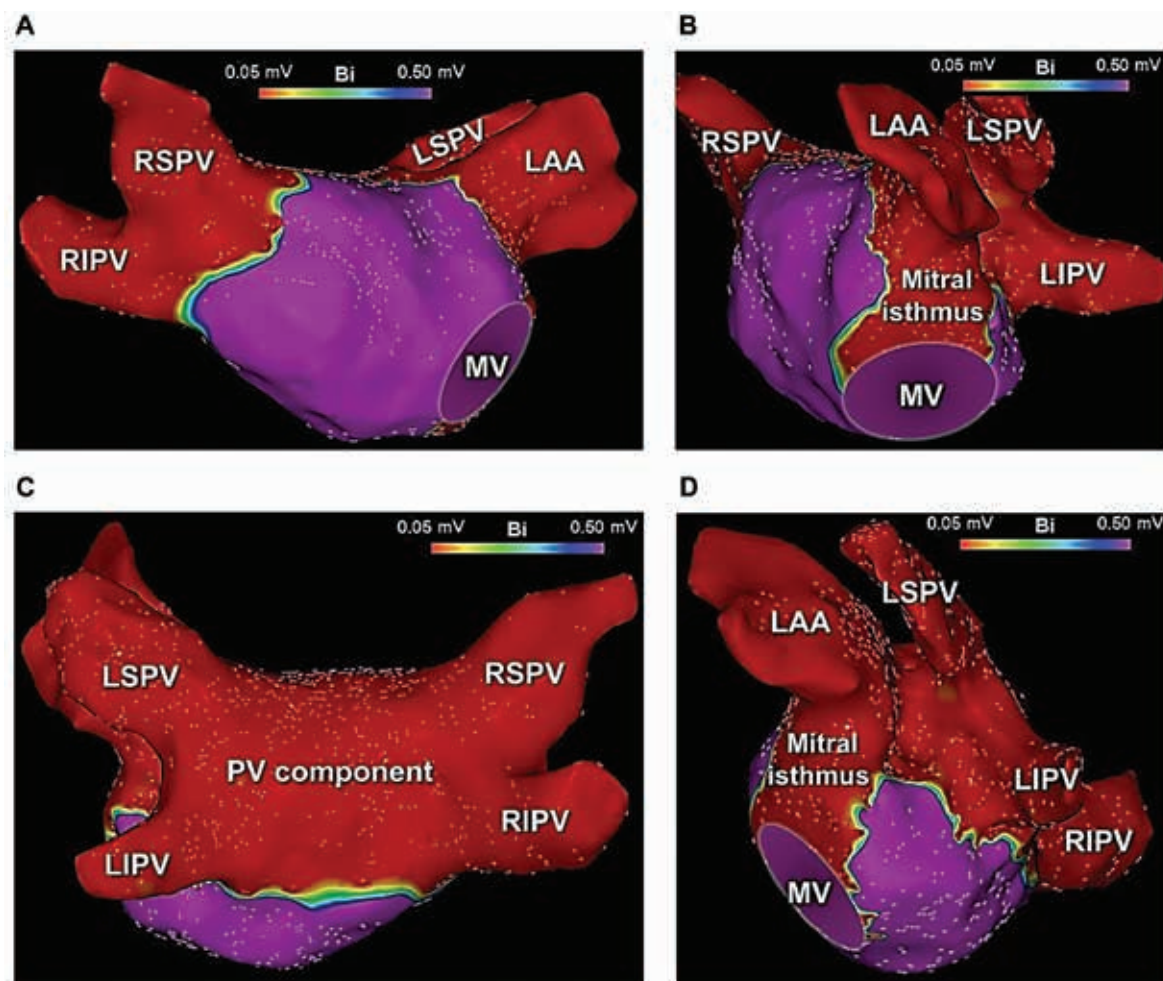 A
0.05 mV Bi 0.50 mV
RSPV
LSPV
LAA
RIPV
MV
B
0.05 mV Bi 0.50 mV
RSPV
LAA
LSPV
LIPV
Mitral
isthmus
MV
C
0.05 mV Bi 0.50 mV
LSPV
RSPV
PV component
RIPV
LIPV
D
0.05 mV Bi 0.50 mV
LSPV
LAA
Mitral
isthmus
LIPV
RIPV
MV